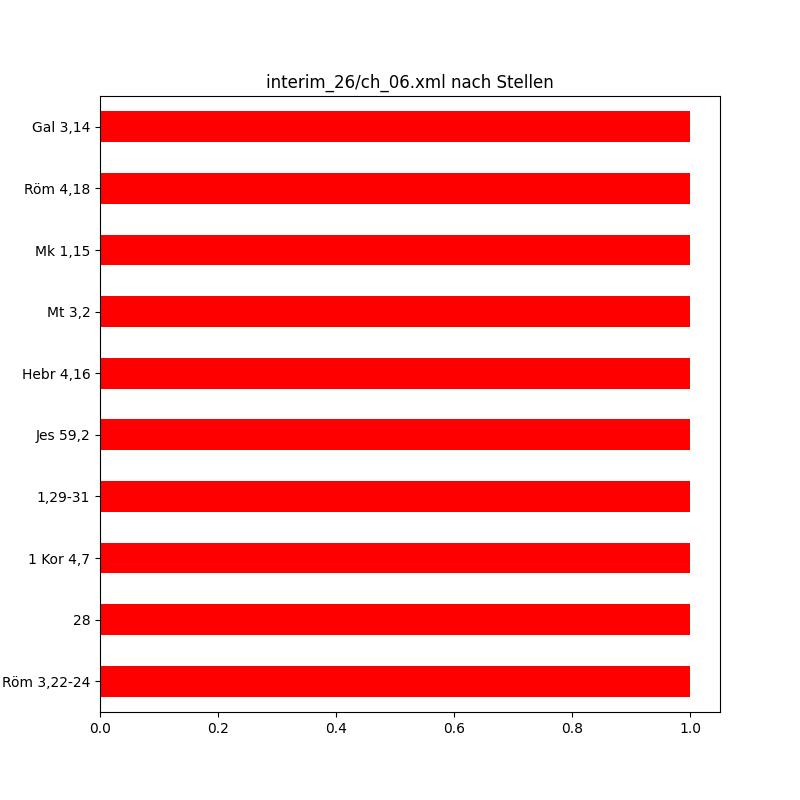 interim_26/ch_06.xml nach Stellen
Gal 3,14
Röm 4,18
Mk 1,15
Mt 3,2
Hebr 4,16
Jes 59,2
1,29-31
1 Kor 4,7
28
Röm 3,22-24
0.0 0.2 0.4 0.6 0.8 1.0